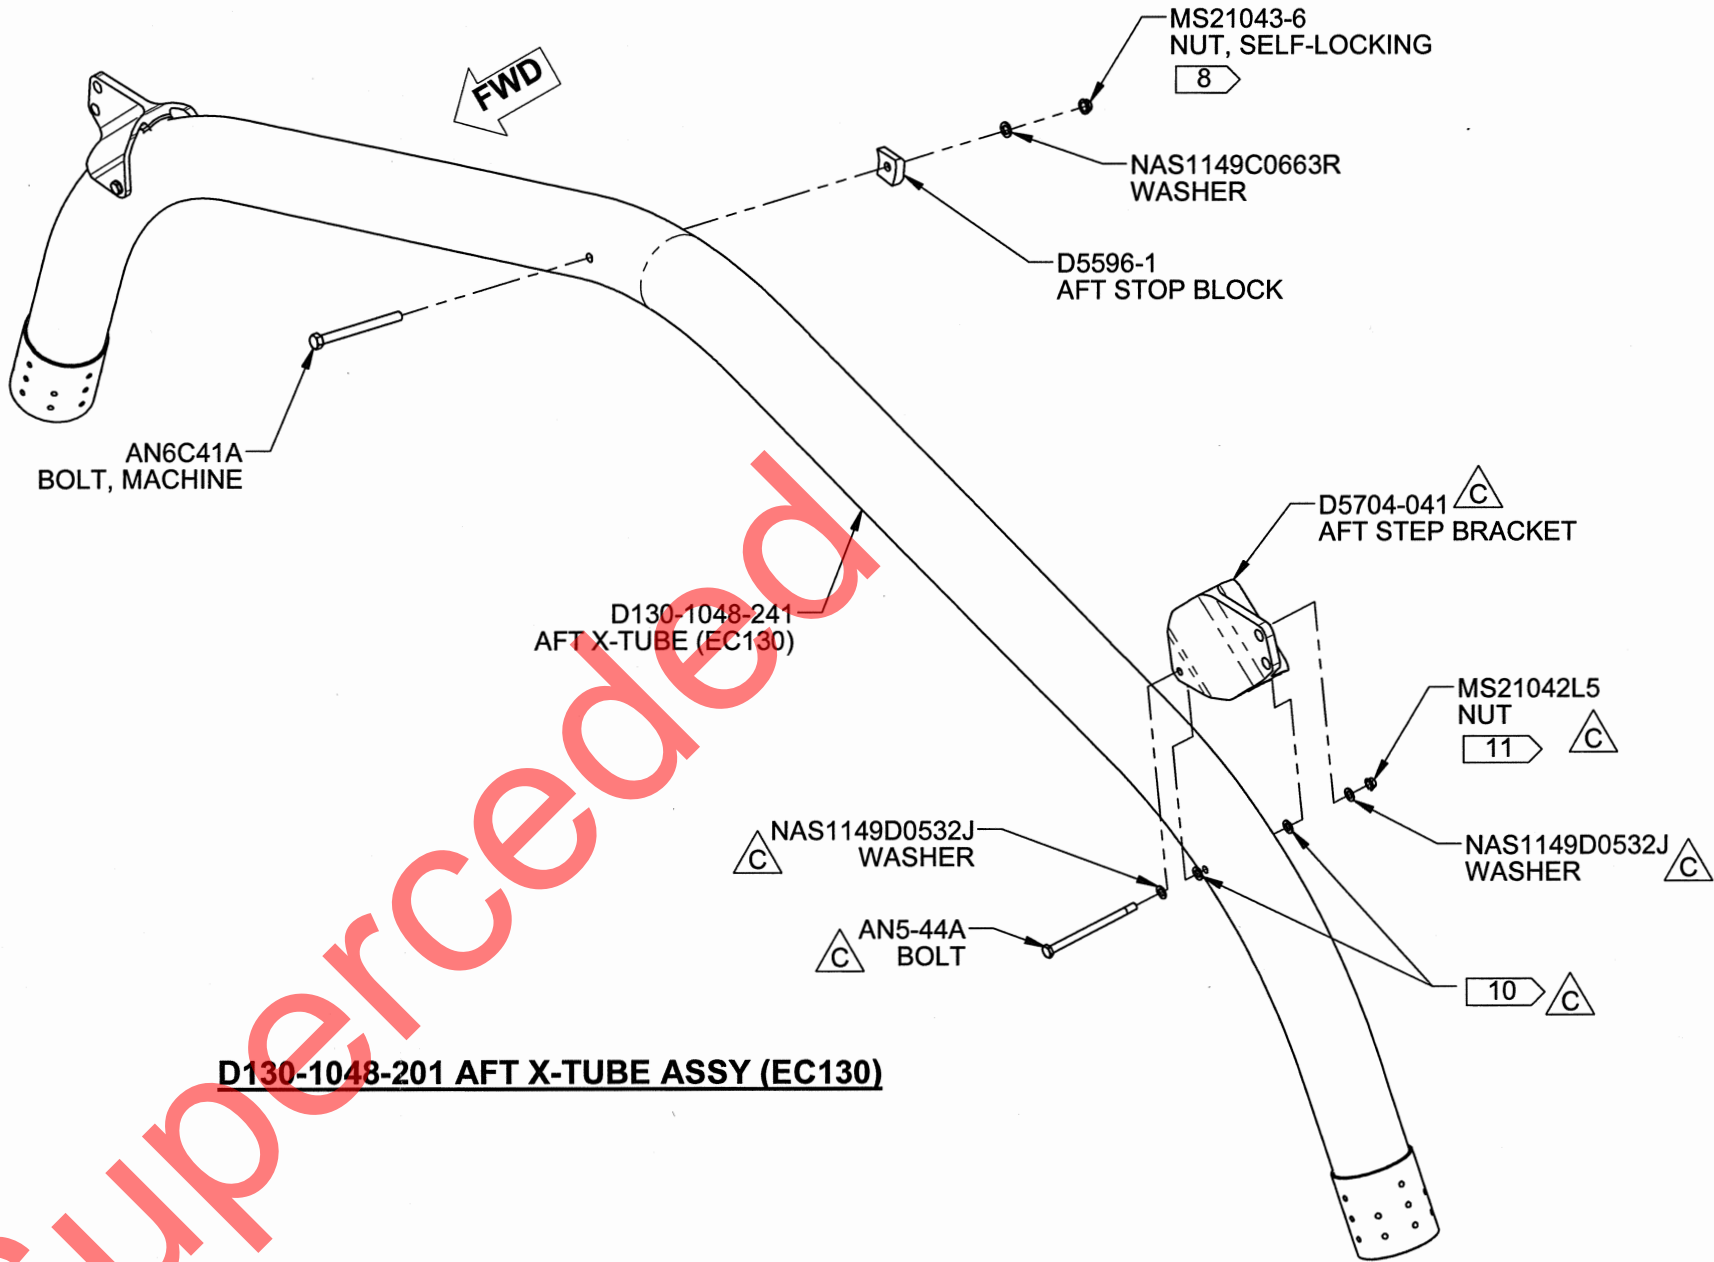 MS21043-6
NUT, SELF-LOCKING
8
FWD
NAS1149C0663R
WASHER
D5596-1
AFT STOP BLOCK
AN6C41A
BOLT, MACHINE
D5704-041 C
AFT STEP BRACKET
D130-1048-241
AFT X-TUBE (EC130)
MS21042L5
NUT
11 C
NAS1149D0532J
WASHER
C
NAS1149D0532J
WASHER
C
AN5-44A
BOLT
C
10 C
D130-1048-201 AFT X-TUBE ASSY (EC130)
Superceded